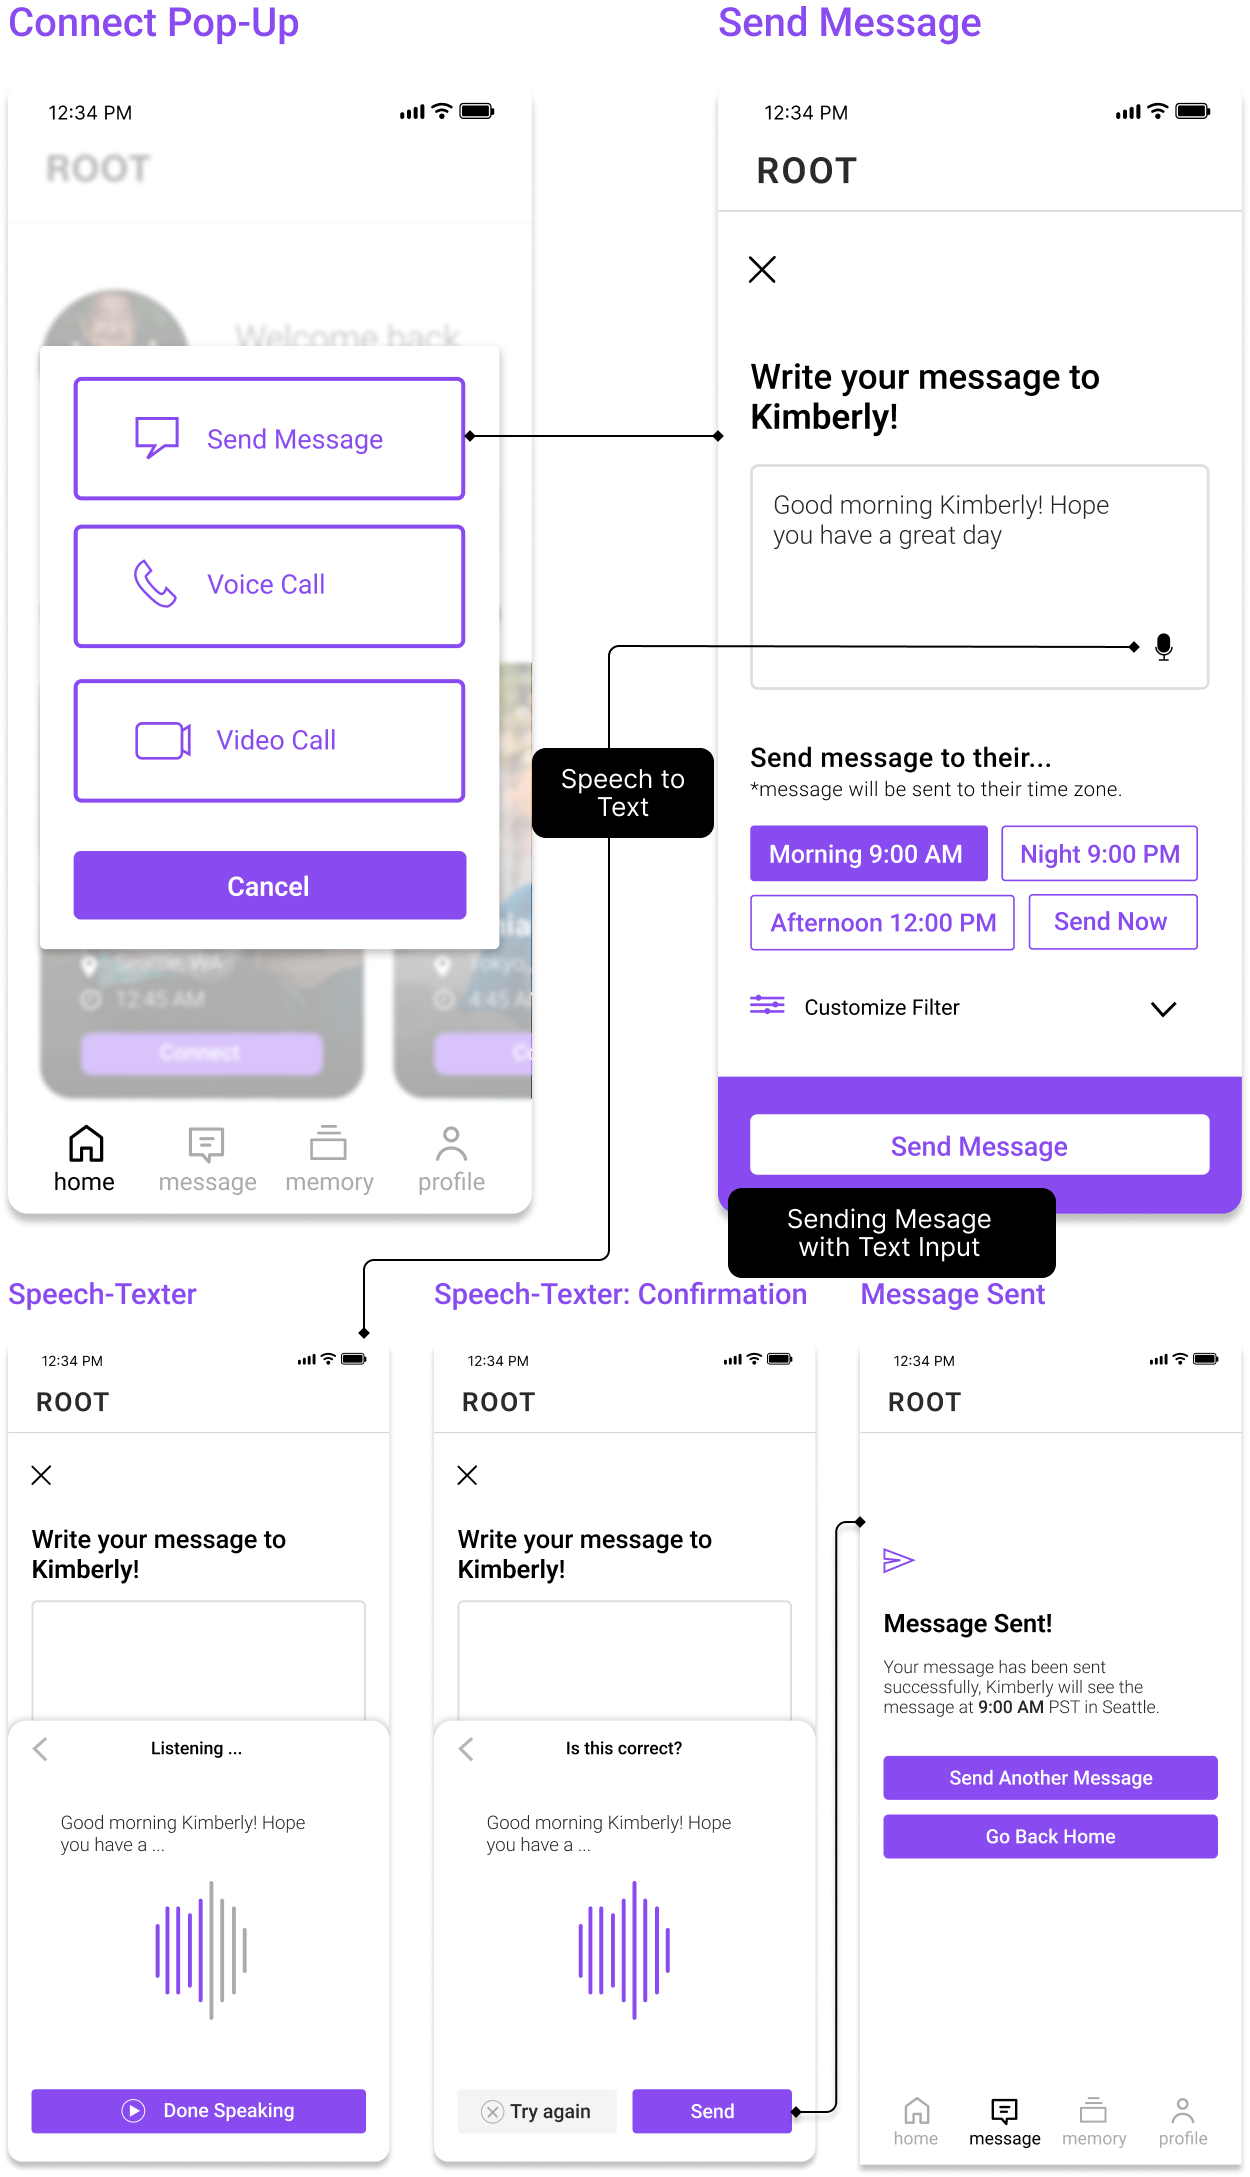 Connect Pop-Up
12:34 PM
ROOT
Welcome back
Send Message
Voice Call
Video Call
Cancel
Seattle, WA
12:45 AM
Connect
Tokyo,
4:45 A
home
message
memory
profile
Send Message
12:34 PM
ROOT
Write your message to
Kimberly!
Good morning Kimberly! Hope
you have a great day
Speech to
Text
Send message to their...
*message will be sent to their time zone.
Morning 9:00 AM
Night 9:00 PM
Afternoon 12:00 PM
Send Now
Customize Filter
Send Message
Sending Mesage
with Text Input
Speech-Texter
12:34 PM
ROOT
Write your message to
Kimberly!
Listening ...
Good morning Kimberly! Hope
you have a ...
Done Speaking
Speech-Texter: Confirmation
12:34 PM
ROOT
Write your message to
Kimberly!
Is this correct?
Good morning Kimberly! Hope
you have a ...
Try again
Send
Message Sent
12:34 PM
ROOT
Message Sent!
Your message has been sent
successfully, Kimberly will see the
message at 9:00 AM PST in Seattle.
Send Another Message
Go Back Home
home
message
memory
profile